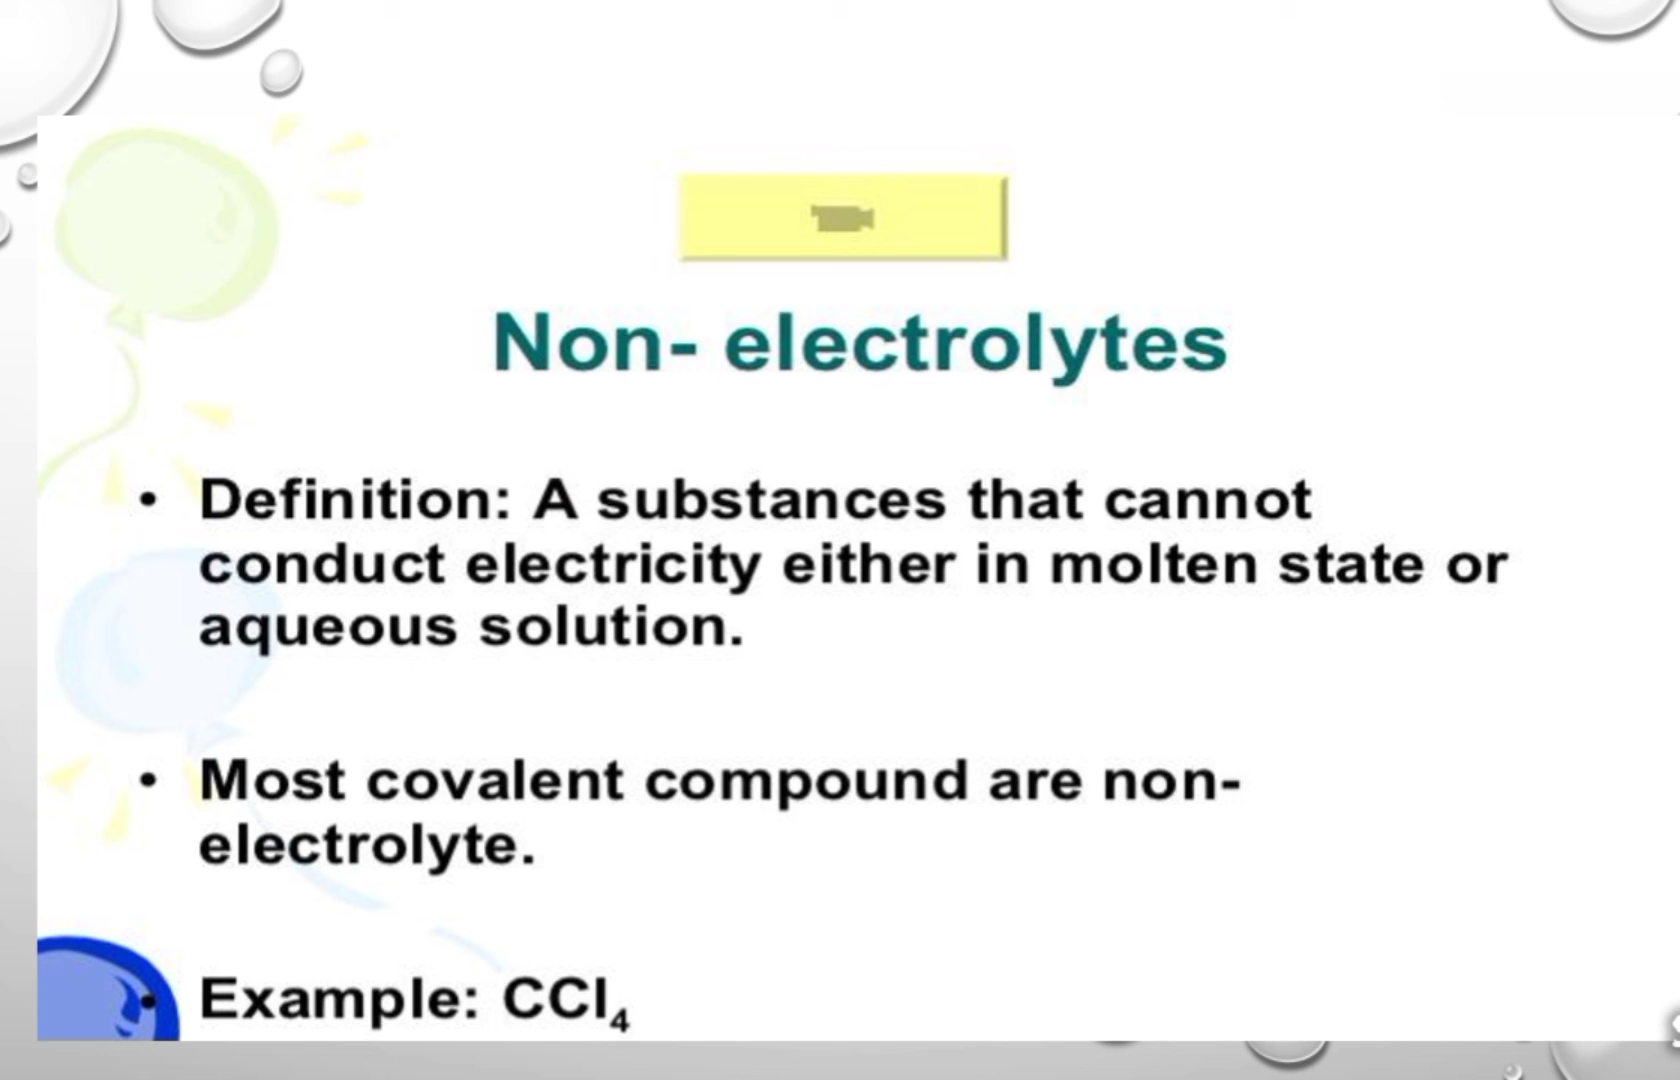 Non- electrolytes
• Definition: A substances that cannot
conduct electricity either in molten state or
aqueous solution.
• Most covalent compound are non-
electrolyte.
• Example: CCl₄